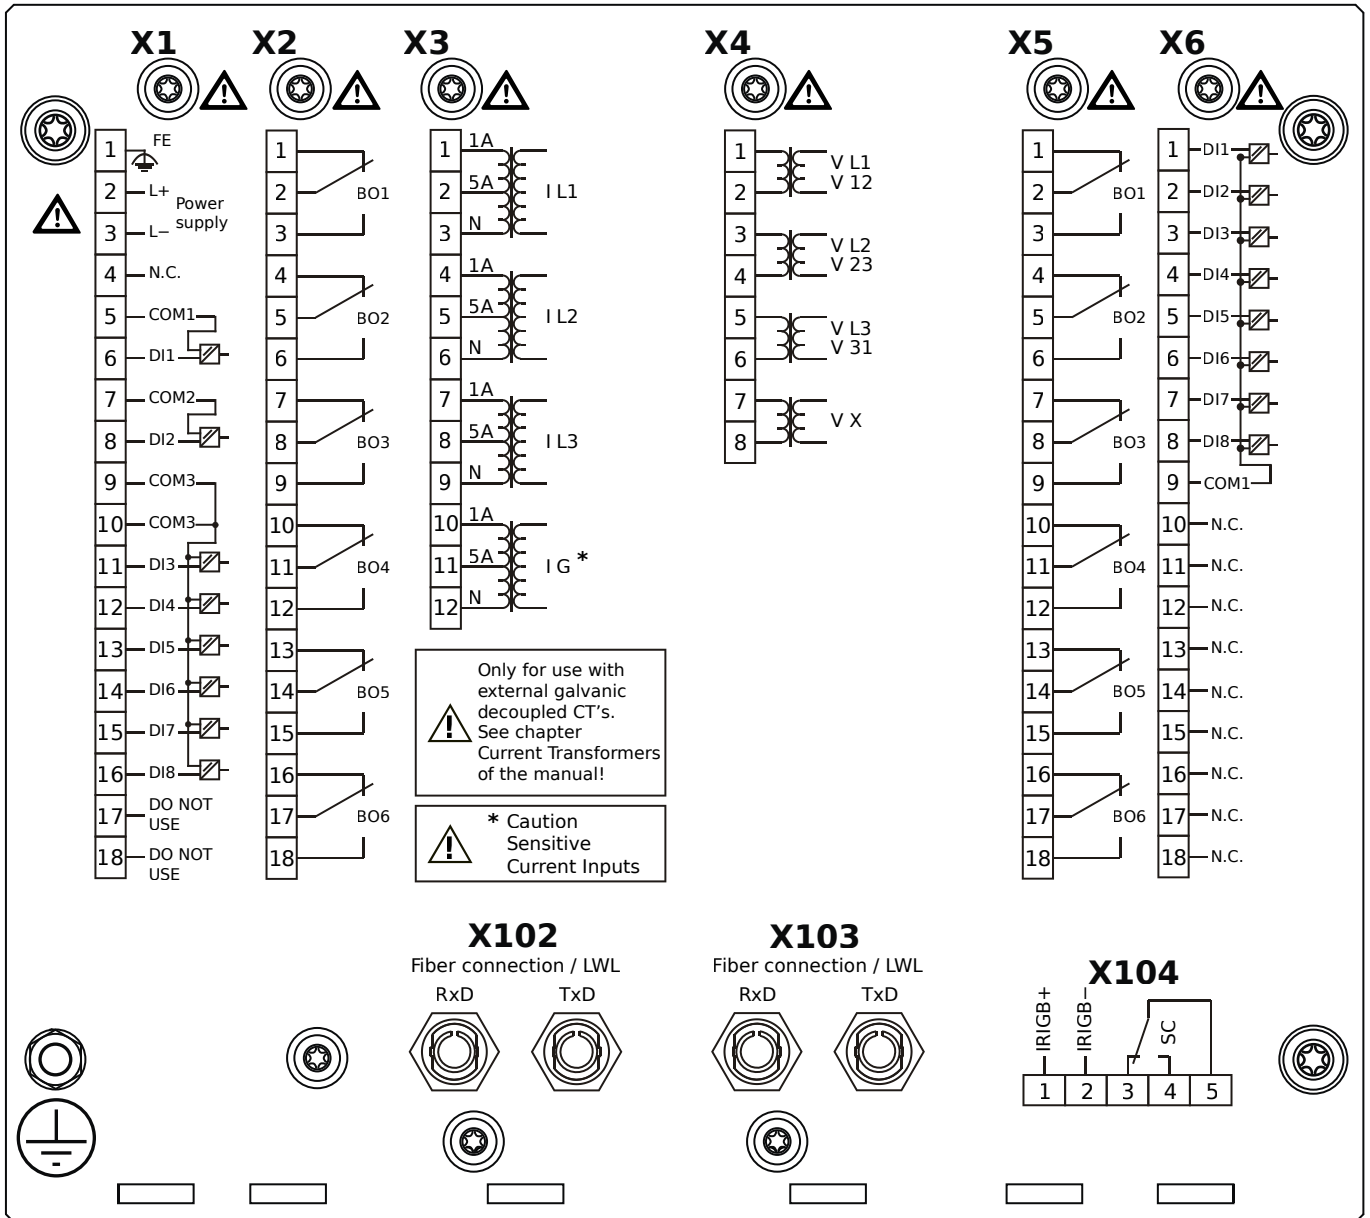 X1 X2 X3 X4 X5 X6
1 FE
2 L+
Power
supply
3 L−
4 N.C.
5 COM1
6 DI1
7 COM2
8 DI2
9 COM3
10 COM3
11 DI3
12 DI4
13 DI5
14 DI6
15 DI7
16 DI8
17 DO NOT
USE
18 DO NOT
USE
1
2 BO1
3
4
5 BO2
6
7
8 BO3
9
10
11 BO4
12
13
14 BO5
15
16
17 BO6
18
1 1A
2 5A I L1
3 N
4 1A
5 5A I L2
6 N
7 1A
8 5A I L3
9 N
10 1A
11 5A I G *
12 N
Only for use with
external galvanic
decoupled CT's.
See chapter
Current Transformers
of the manual!
* Caution
Sensitive
Current Inputs
1 V L1
2 V 12
3 V L2
4 V 23
5 V L3
6 V 31
7 V X
8
1
2 BO1
3
4
5 BO2
6
7
8 BO3
9
10
11 BO4
12
13
14 BO5
15
16
17 BO6
18
1 DI1
2 DI2
3 DI3
4 DI4
5 DI5
6 DI6
7 DI7
8 DI8
9 COM1
10 N.C.
11 N.C.
12 N.C.
13 N.C.
14 N.C.
15 N.C.
16 N.C.
17 N.C.
18 N.C.
X102
Fiber connection / LWL
RxD TxD
X103
Fiber connection / LWL
RxD TxD
X104
IRIGB+ IRIGB− SC
1 2 3 4 5